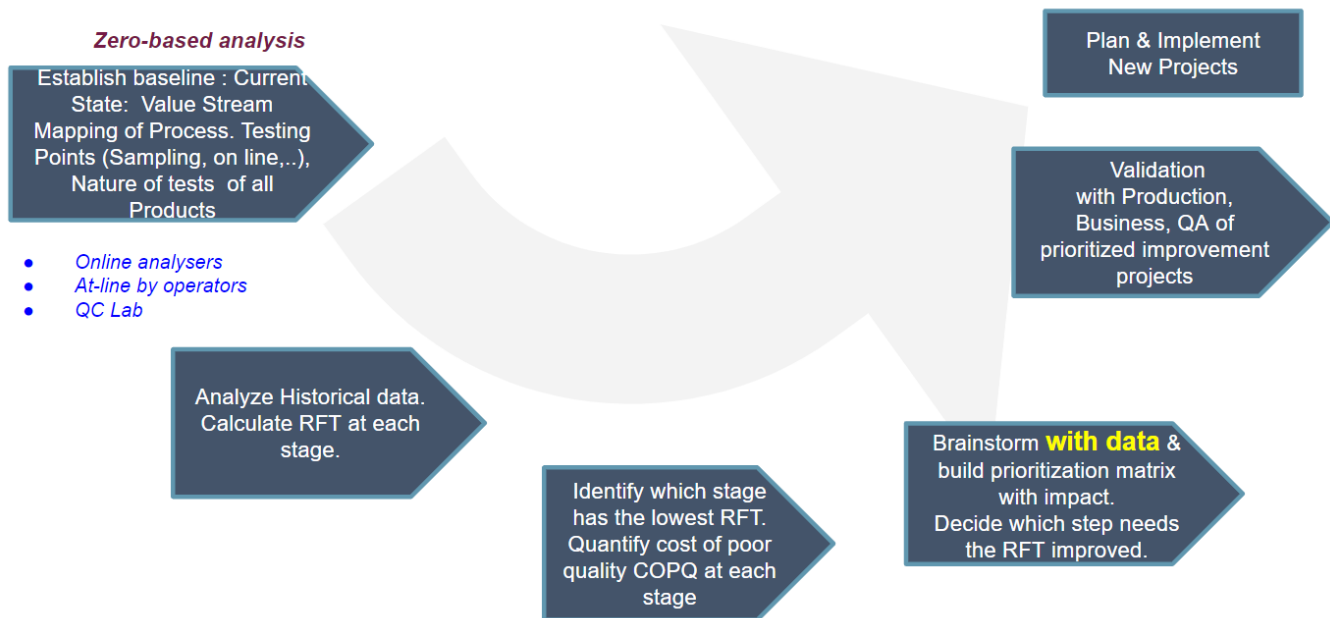 Zero-based analysis
Establish baseline : Current
State:  Value Stream
Mapping of Process. Testing
Points (Sampling, on line,..),
Nature of tests  of all
Products
● Online analysers
● At-line by operators
● QC Lab
Analyze Historical data.
Calculate RFT at each
stage.
Identify which stage
has the lowest RFT.
Quantify cost of poor
quality COPQ at each
stage
Brainstorm with data &
build prioritization matrix
with impact.
Decide which step needs
the RFT improved.
Validation
with Production,
Business, QA of
prioritized improvement
projects
Plan & Implement
New Projects